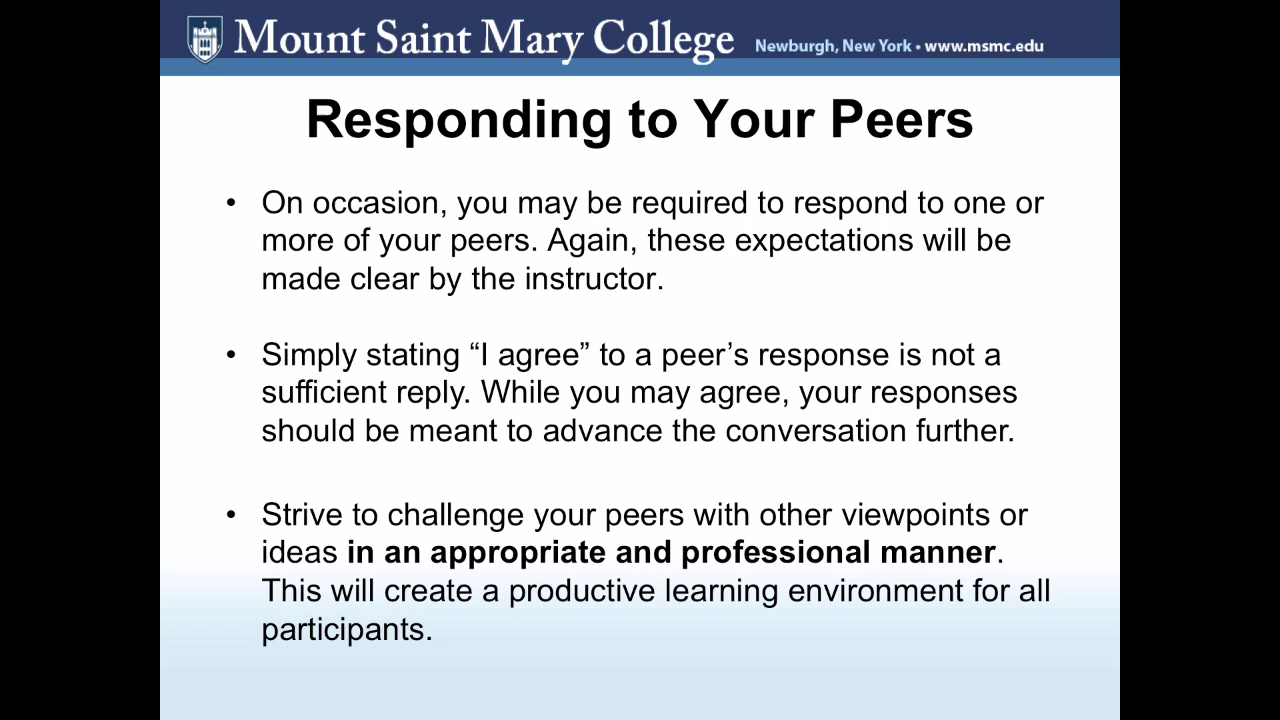 Mount Saint Mary College Newburgh, New York • www.msmc.edu
Responding to Your Peers
• On occasion, you may be required to respond to one or
more of your peers. Again, these expectations will be
made clear by the instructor.
• Simply stating “I agree” to a peer’s response is not a
sufficient reply. While you may agree, your responses
should be meant to advance the conversation further.
• Strive to challenge your peers with other viewpoints or
ideas in an appropriate and professional manner.
This will create a productive learning environment for all
participants.